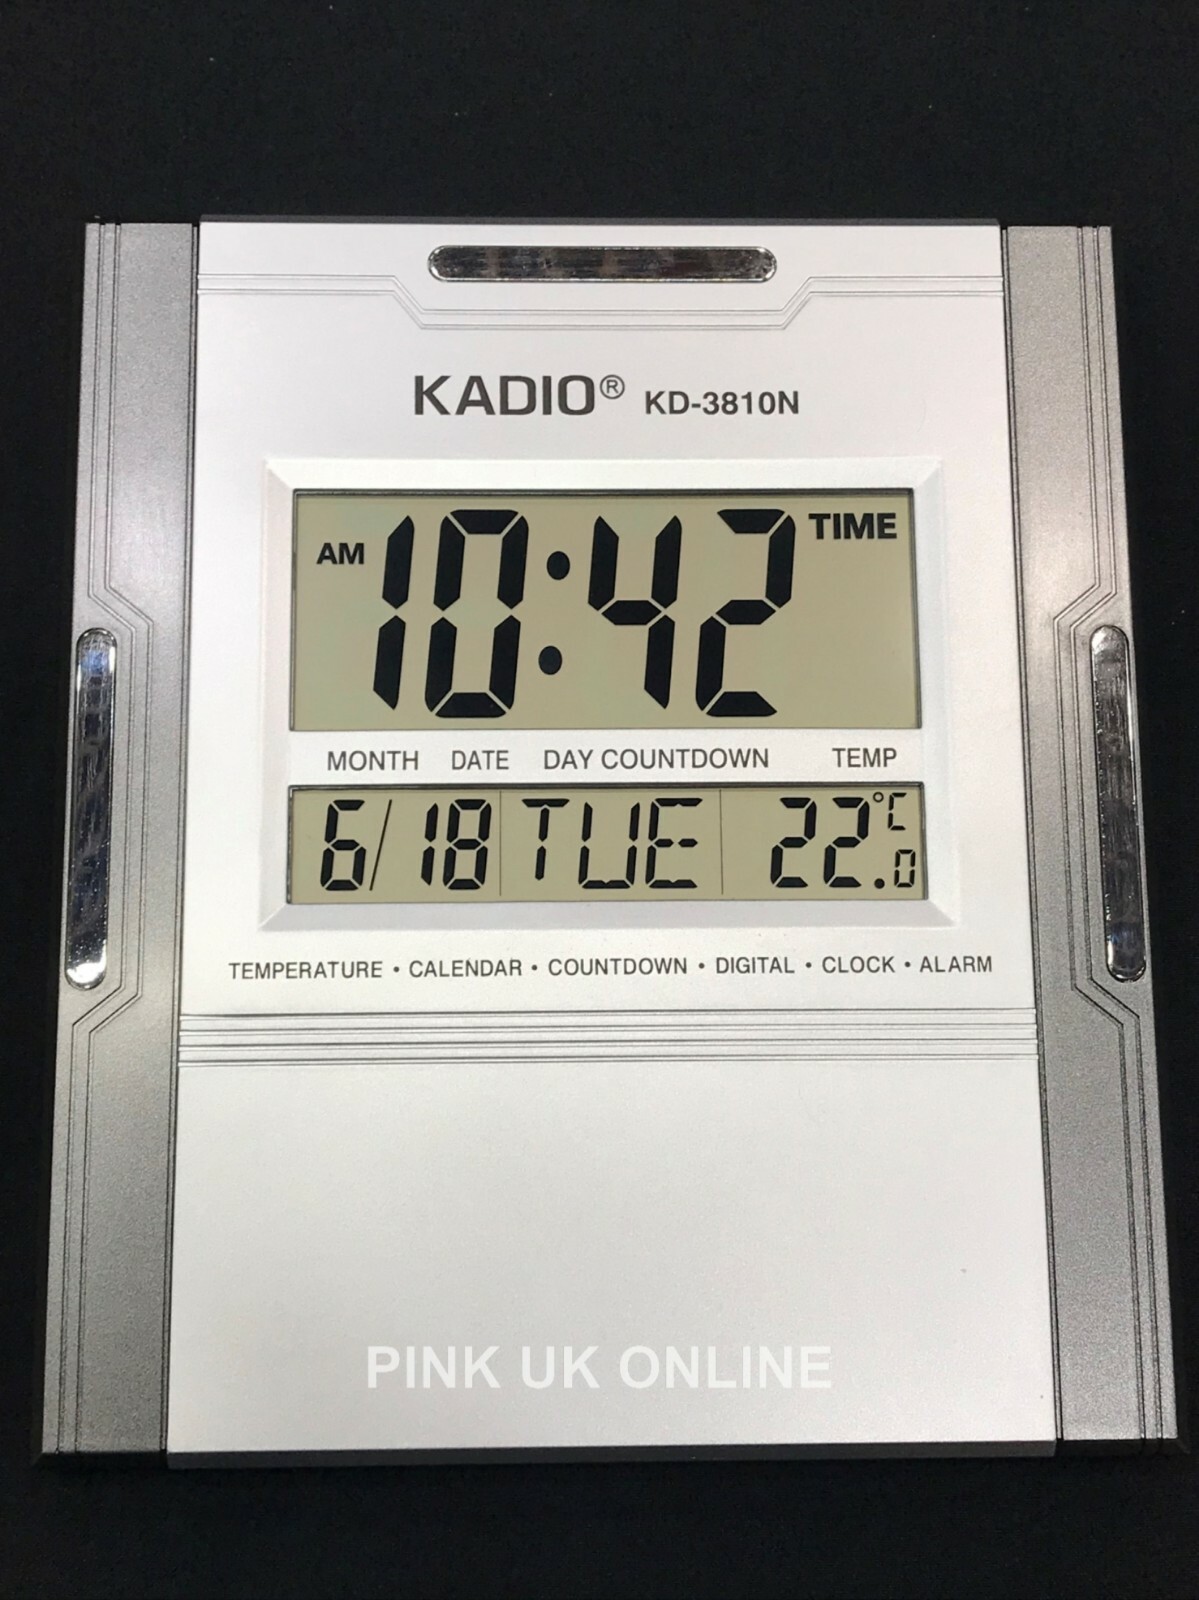 KADIO® KD-3810N
AM 10:42 TIME
MONTH DATE DAY COUNTDOWN TEMP
6/18 TUE 22.0°C
TEMPERATURE • CALENDAR • COUNTDOWN • DIGITAL • CLOCK • ALARM
PINK UK ONLINE